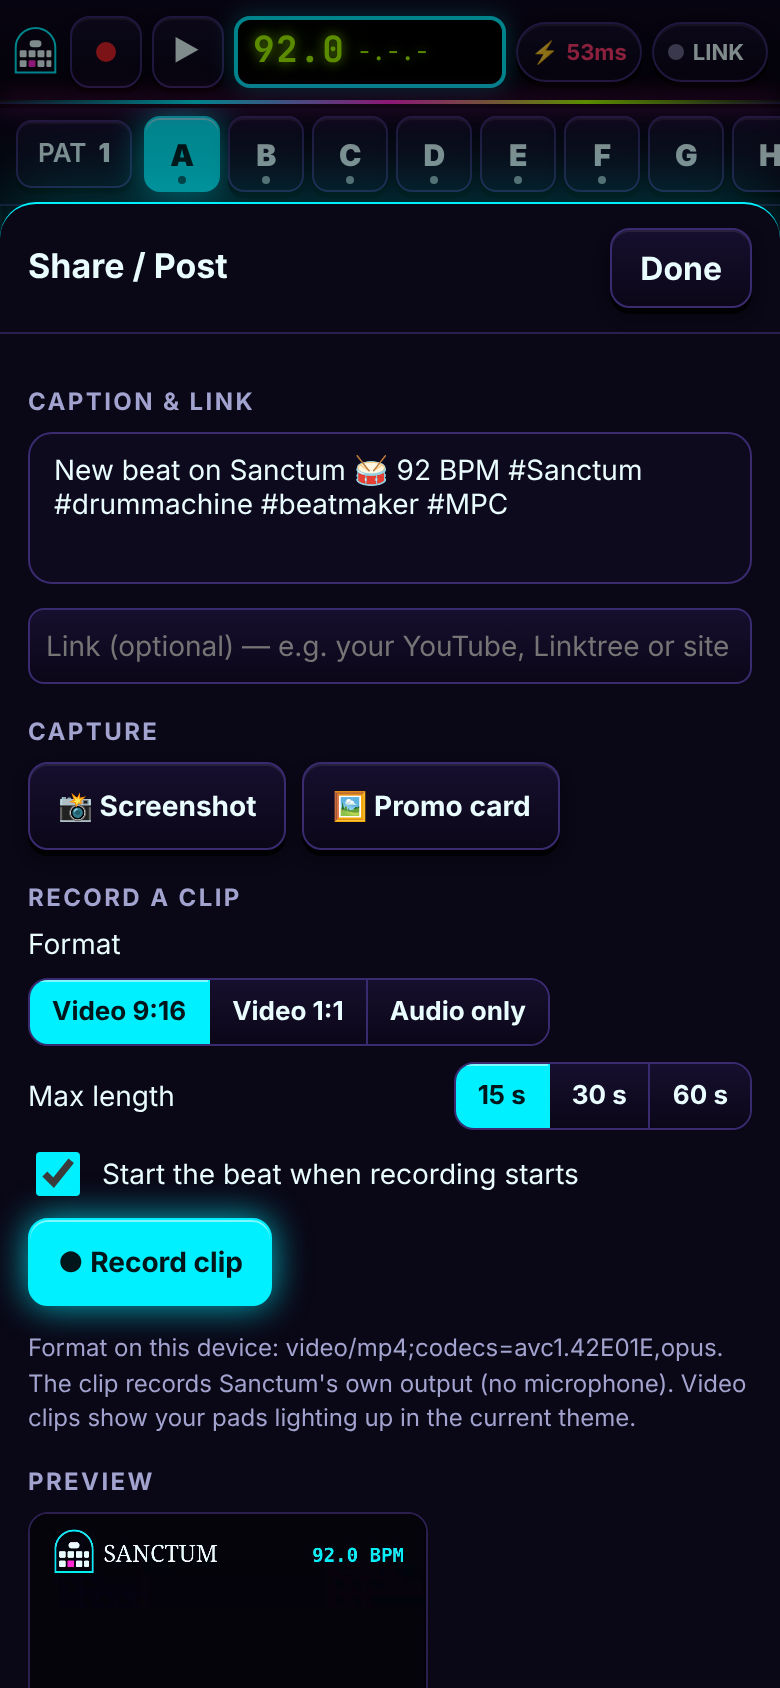 92.0 -.-.-
⚡ 53ms
LINK
PAT 1
A
B
C
D
E
F
G
H
Share / Post
Done
CAPTION & LINK
New beat on Sanctum 🥁 92 BPM #Sanctum
#drummachine #beatmaker #MPC
Link (optional) — e.g. your YouTube, Linktree or site
CAPTURE
📸 Screenshot
🖼️ Promo card
RECORD A CLIP
Format
Video 9:16
Video 1:1
Audio only
Max length
15 s
30 s
60 s
Start the beat when recording starts
● Record clip
Format on this device: video/mp4;codecs=avc1.42E01E,opus.
The clip records Sanctum's own output (no microphone). Video
clips show your pads lighting up in the current theme.
PREVIEW
SANCTUM
92.0 BPM